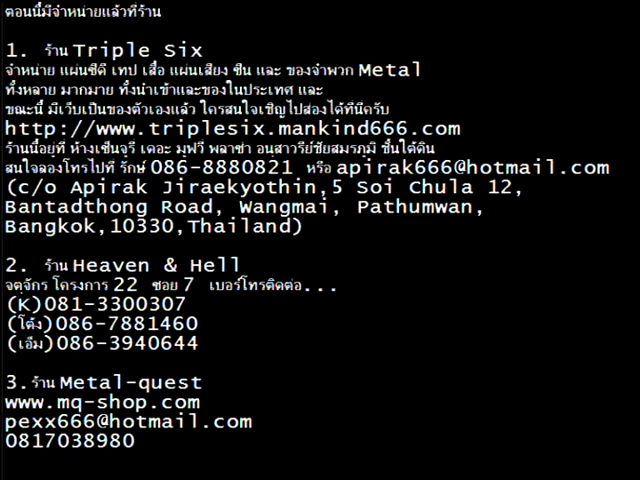 ตอนนี้มีจำหน่ายแล้วที่ร้าน
1. ร้าน Triple Six
จำหน่าย แผ่นซีดี เทป เสื้อ แผ่นเสียง ซีน และ ของจำพวก Metal
ทั้งหลาย มากมาย ทั้งนำเข้าและของในประเทศ และ
ขณะนี้ มีเว็บเป็นของตัวเองแล้ว ใครสนใจเชิญไปส่องได้ที่นี่ครับ
http://www.triplesix.mankind666.com
ร้านนี้อยู่ที่ ห้างเซ็นจูรี่ เดอะ มูฟวี่ พลาซ่า อนุสาวรีย์ชัยสมรภูมิ ชั้นใต้ดิน
สนใจลองโทรไปที่ รักษ์ 086-8880821 หรือ apirak666@hotmail.com
(c/o Apirak Jiraekyothin,5 Soi Chula 12,
Bantadthong Road, Wangmai, Pathumwan,
Bangkok,10330,Thailand)
2. ร้าน Heaven & Hell
จตุจักร โครงการ 22 ซอย 7 เบอร์โทรติดต่อ...
(K)081-3300307
(โต้ง)086-7881460
(เอ็ม)086-3940644
3.ร้าน Metal-quest
www.mq-shop.com
pexx666@hotmail.com
0817038980